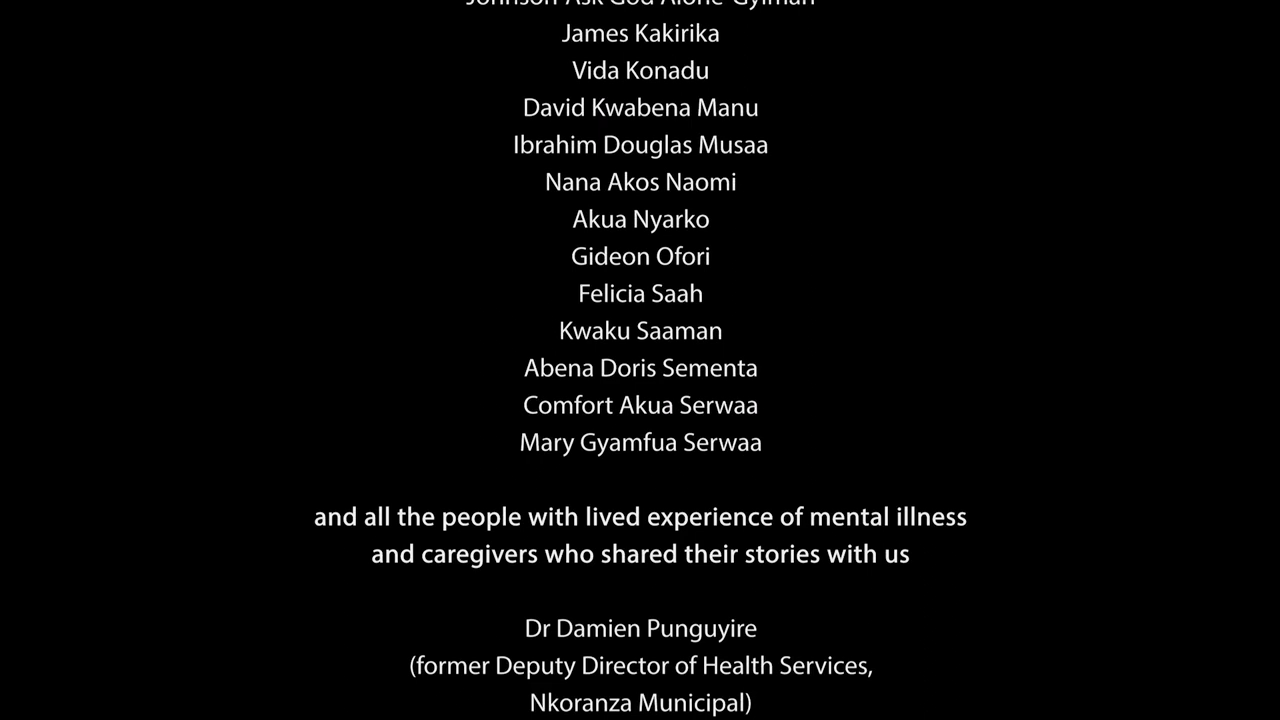 James Kakirika
Vida Konadu
David Kwabena Manu
Ibrahim Douglas Musaa
Nana Akos Naomi
Akua Nyarko
Gideon Ofori
Felicia Saah
Kwaku Saaman
Abena Doris Sementa
Comfort Akua Serwaa
Mary Gyamfua Serwaa
and all the people with lived experience of mental illness
and caregivers who shared their stories with us
Dr Damien Punguyire
(former Deputy Director of Health Services,
Nkoranza Municipal)